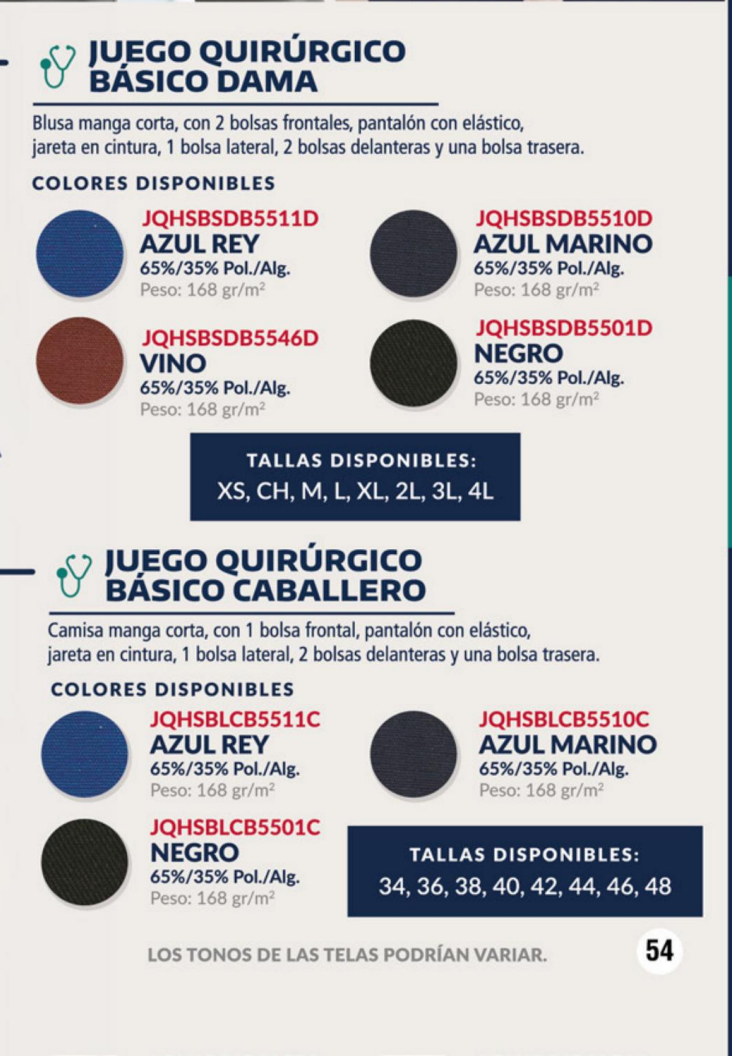 JUEGO QUIRÚRGICO
BÁSICO DAMA
Blusa manga corta, con 2 bolsas frontales, pantalón con elástico,
jareta en cintura, 1 bolsa lateral, 2 bolsas delanteras y una bolsa trasera.
COLORES DISPONIBLES
JQHSBSDB5511D
AZUL REY
65%/35% Pol./Alg.
Peso: 168 gr/m²
JQHSBSDB5510D
AZUL MARINO
65%/35% Pol./Alg.
Peso: 168 gr/m²
JQHSBSDB5546D
VINO
65%/35% Pol./Alg.
Peso: 168 gr/m²
JQHSBSDB5501D
NEGRO
65%/35% Pol./Alg.
Peso: 168 gr/m²
TALLAS DISPONIBLES:
XS, CH, M, L, XL, 2L, 3L, 4L
JUEGO QUIRÚRGICO
BÁSICO CABALLERO
Camisa manga corta, con 1 bolsa frontal, pantalón con elástico,
jareta en cintura, 1 bolsa lateral, 2 bolsas delanteras y una bolsa trasera.
COLORES DISPONIBLES
JQHSBLCB5511C
AZUL REY
65%/35% Pol./Alg.
Peso: 168 gr/m²
JQHSBLCB5510C
AZUL MARINO
65%/35% Pol./Alg.
Peso: 168 gr/m²
JQHSBLCB5501C
NEGRO
65%/35% Pol./Alg.
Peso: 168 gr/m²
TALLAS DISPONIBLES:
34, 36, 38, 40, 42, 44, 46, 48
LOS TONOS DE LAS TELAS PODRÍAN VARIAR.
54